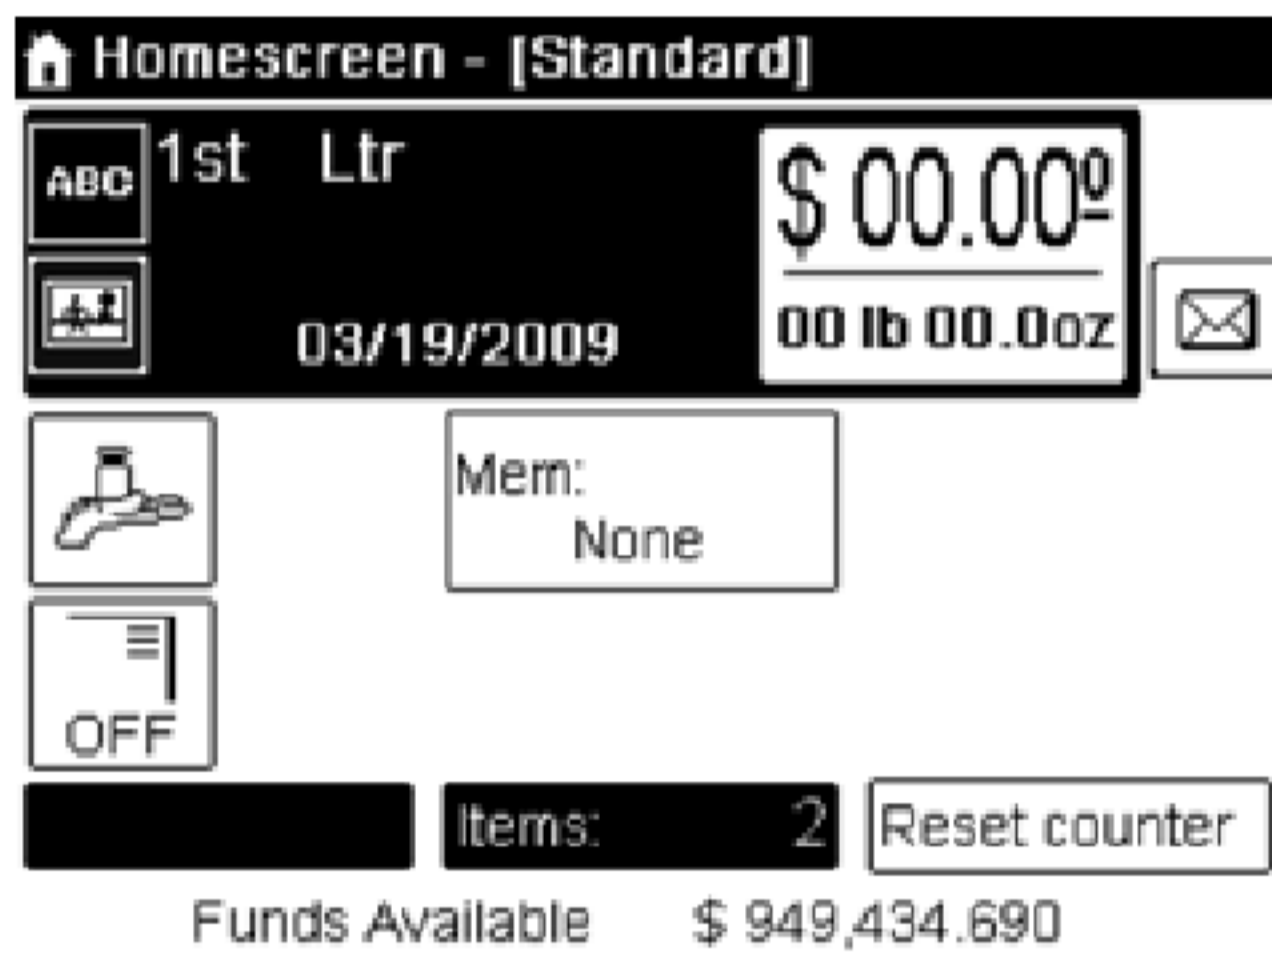 Homescreen - [Standard]
ABC 1st Ltr
$ 00.00º
03/19/2009
00 lb 00.0oz
Mem:
None
OFF
Items: 2
Reset counter
Funds Available $ 949,434.690